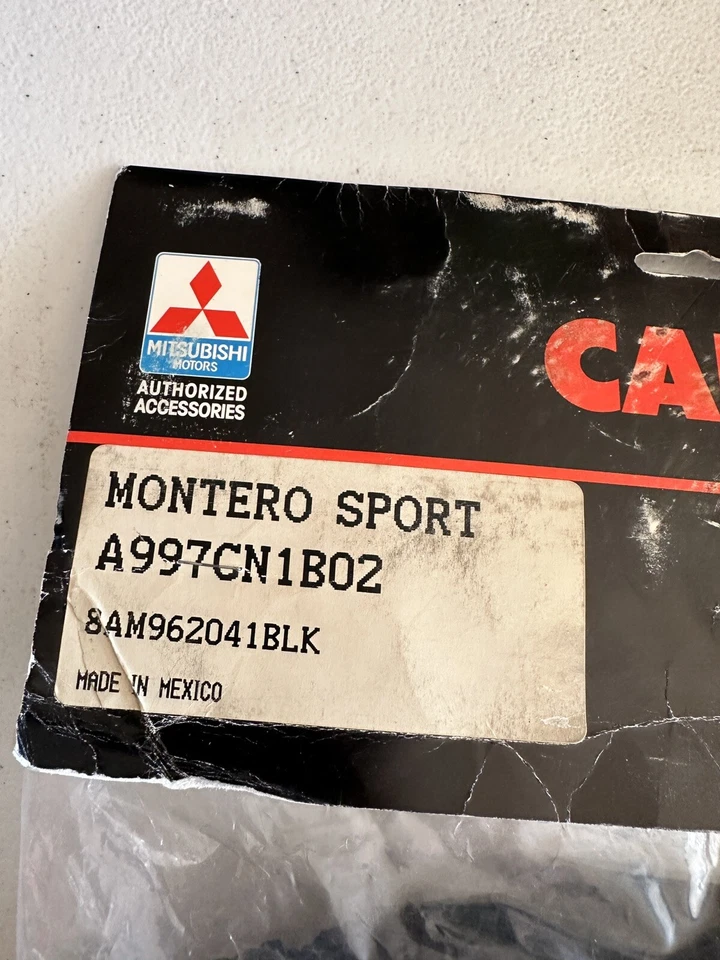 MITSUBISHI
MOTORS
AUTHORIZED
ACCESSORIES
MONTERO SPORT
A997CN1B02
8AM962041BLK
MADE IN MEXICO